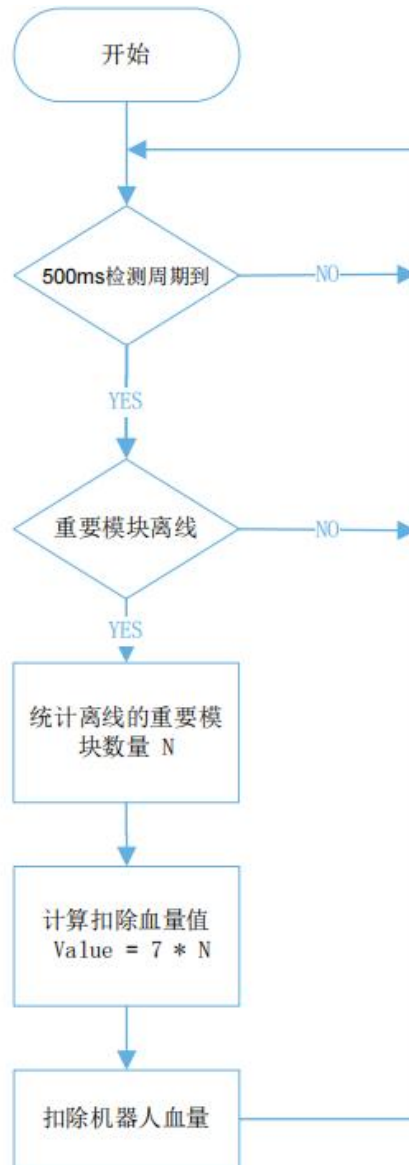 开始
500ms检测周期到
NO
YES
重要模块离线
NO
YES
统计离线的重要模
块数量 N
计算扣除血量值
Value = 7 * N
扣除机器人血量